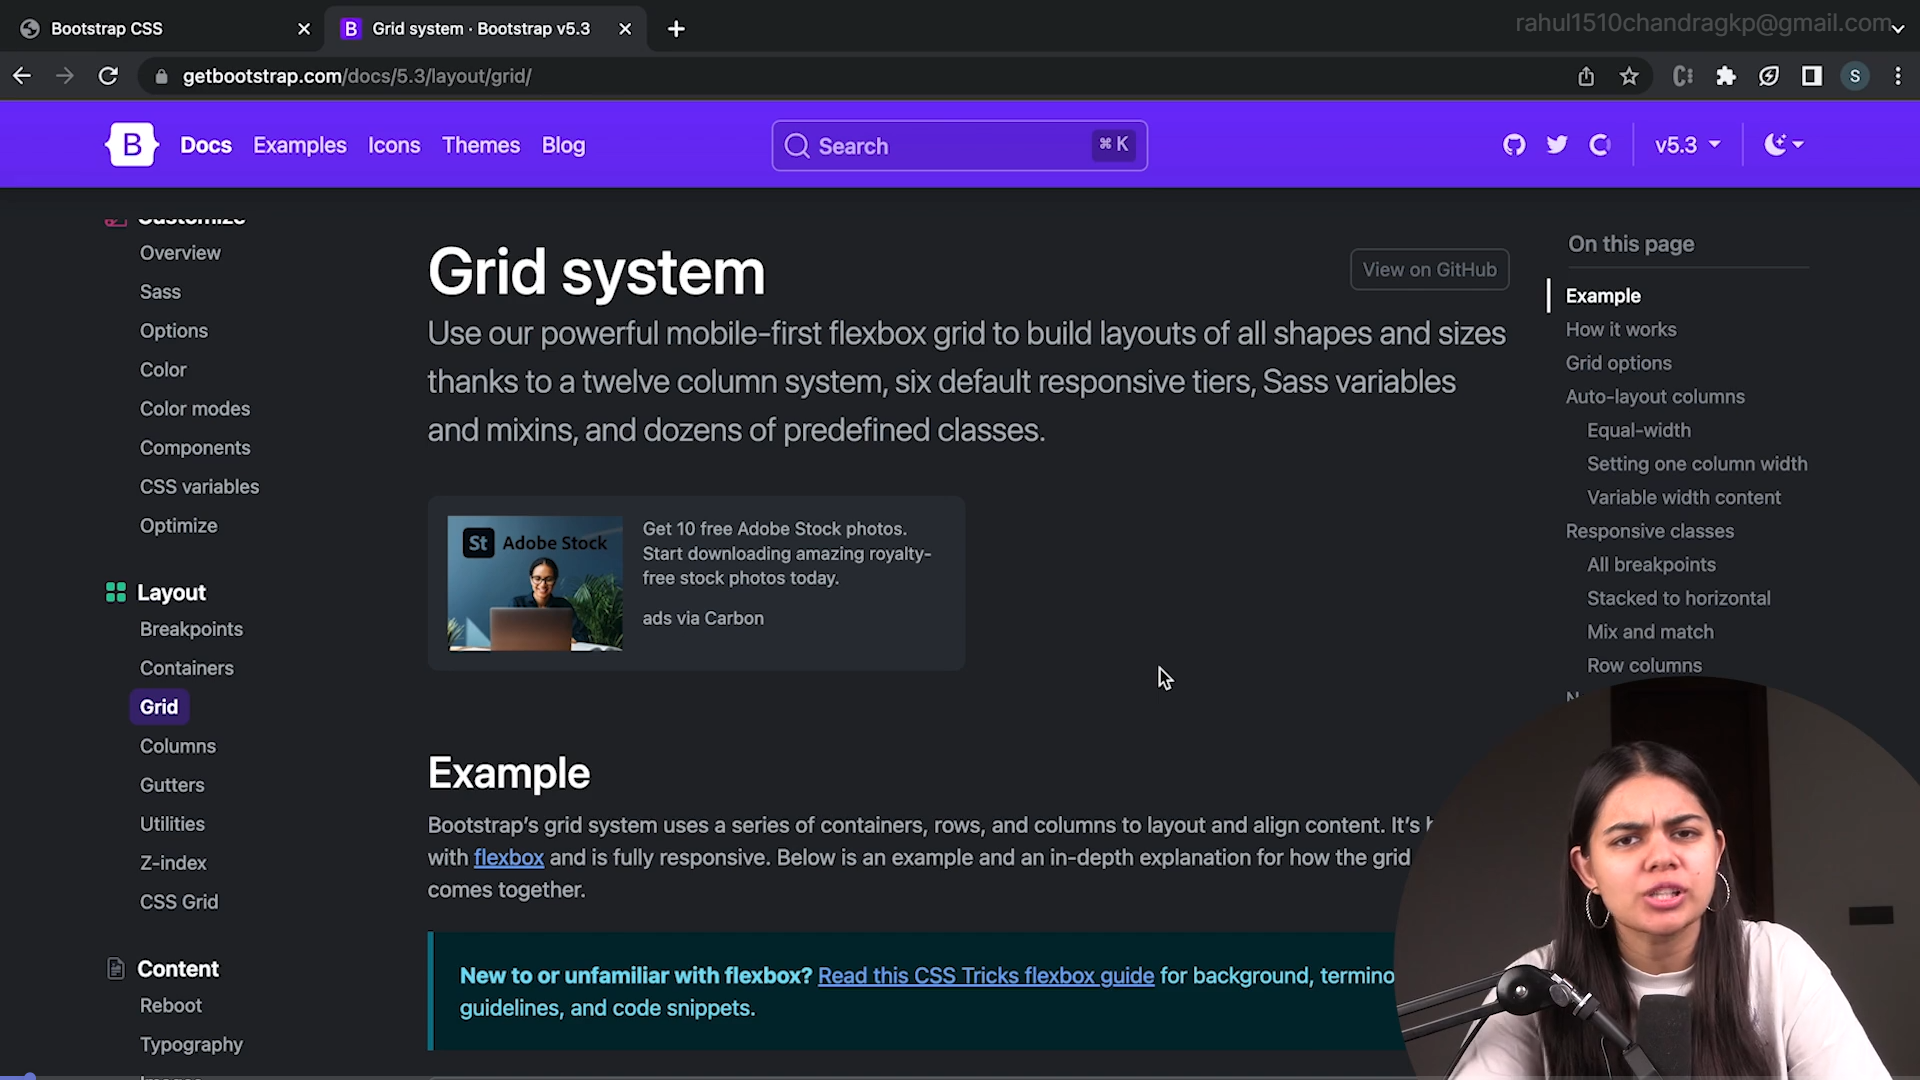 Bootstrap CSS
Grid system · Bootstrap v5.3
rahul1510chandragkp@gmail.com
getbootstrap.com/docs/5.3/layout/grid/
S
B
Docs
Examples
Icons
Themes
Blog
Search
⌘ K
v5.3
Customize
Overview
Sass
Options
Color
Color modes
Components
CSS variables
Optimize
Layout
Breakpoints
Containers
Grid
Columns
Gutters
Utilities
Z-index
CSS Grid
Content
Reboot
Typography
Grid system
View on GitHub
Use our powerful mobile-first flexbox grid to build layouts of all shapes and sizes
thanks to a twelve column system, six default responsive tiers, Sass variables
and mixins, and dozens of predefined classes.
St Adobe Stock
Get 10 free Adobe Stock photos.
Start downloading amazing royalty-
free stock photos today.
ads via Carbon
Example
Bootstrap's grid system uses a series of containers, rows, and columns to layout and align content. It's
with flexbox and is fully responsive. Below is an example and an in-depth explanation for how the grid
comes together.
New to or unfamiliar with flexbox? Read this CSS Tricks flexbox guide for background,
guidelines, and code snippets.
On this page
Example
How it works
Grid options
Auto-layout columns
Equal-width
Setting one column width
Variable width content
Responsive classes
All breakpoints
Stacked to horizontal
Mix and match
Row columns